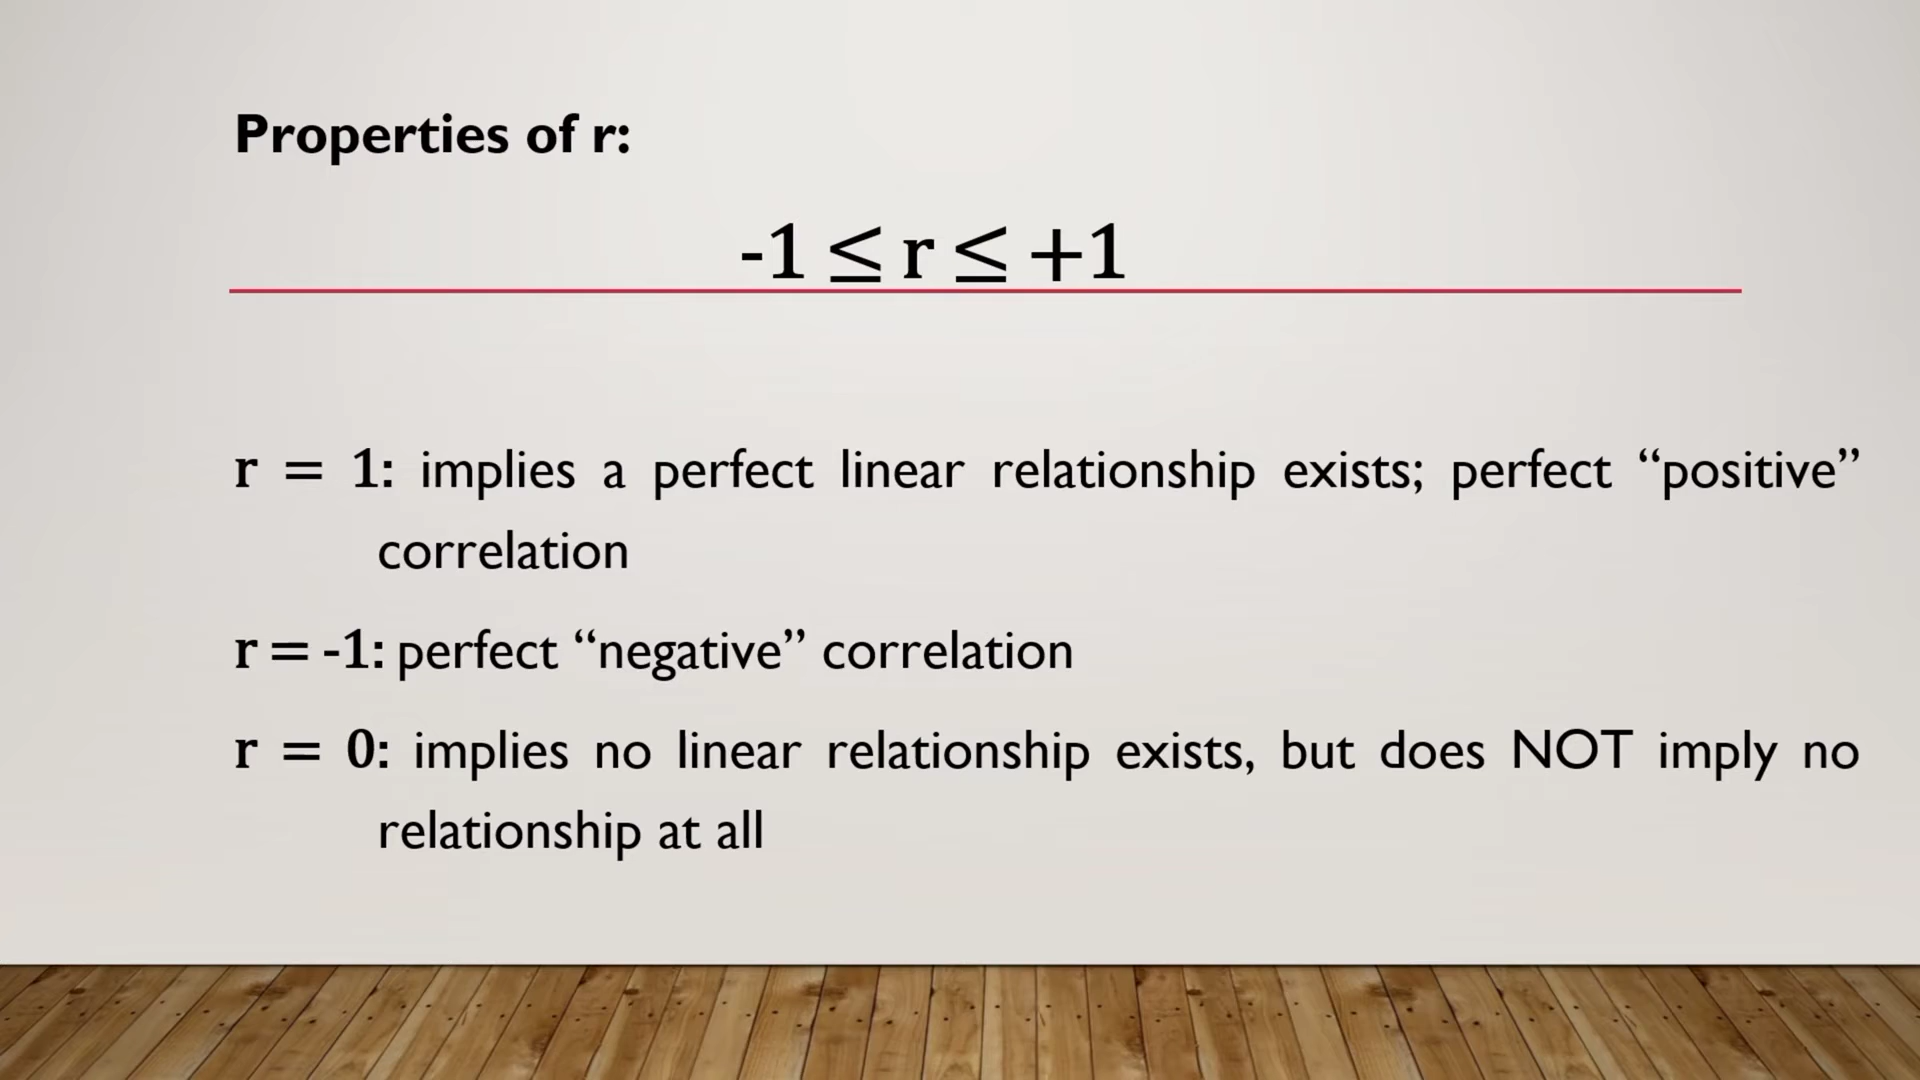 Properties of r:
-1 ≤ r ≤ +1
r = 1: implies a perfect linear relationship exists; perfect “positive”
correlation
r = -1: perfect “negative” correlation
r = 0: implies no linear relationship exists, but does NOT imply no
relationship at all